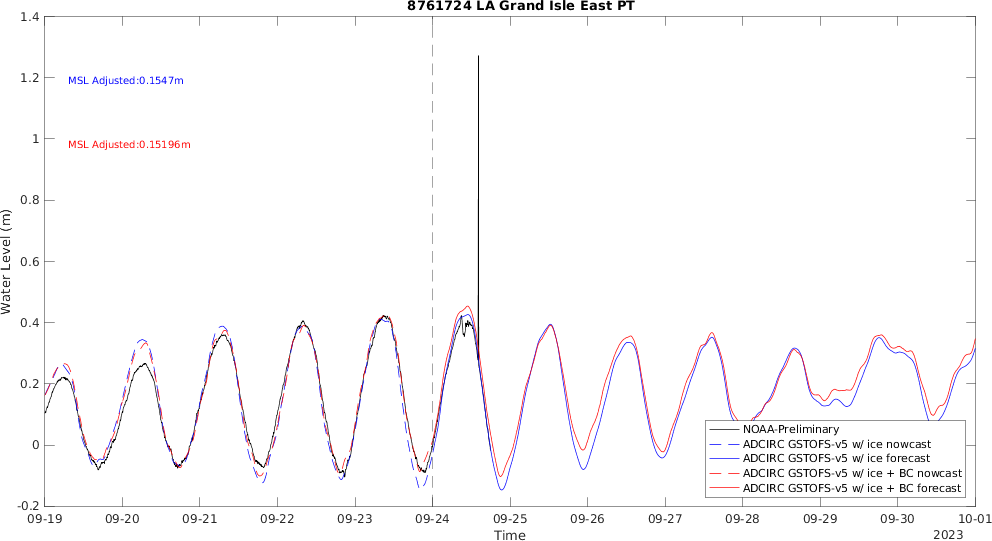 8761724 LA Grand Isle East PT
1.4
1.2
1
0.8
0.6
0.4
0.2
0
-0.2
Water Level (m)
MSL Adjusted:0.1547m
MSL Adjusted:0.15196m
NOAA-Preliminary
ADCIRC GSTOFS-v5 w/ ice nowcast
ADCIRC GSTOFS-v5 w/ ice forecast
ADCIRC GSTOFS-v5 w/ ice + BC nowcast
ADCIRC GSTOFS-v5 w/ ice + BC forecast
09-19 09-20 09-21 09-22 09-23 09-24 09-25 09-26 09-27 09-28 09-29 09-30 10-01
Time
2023